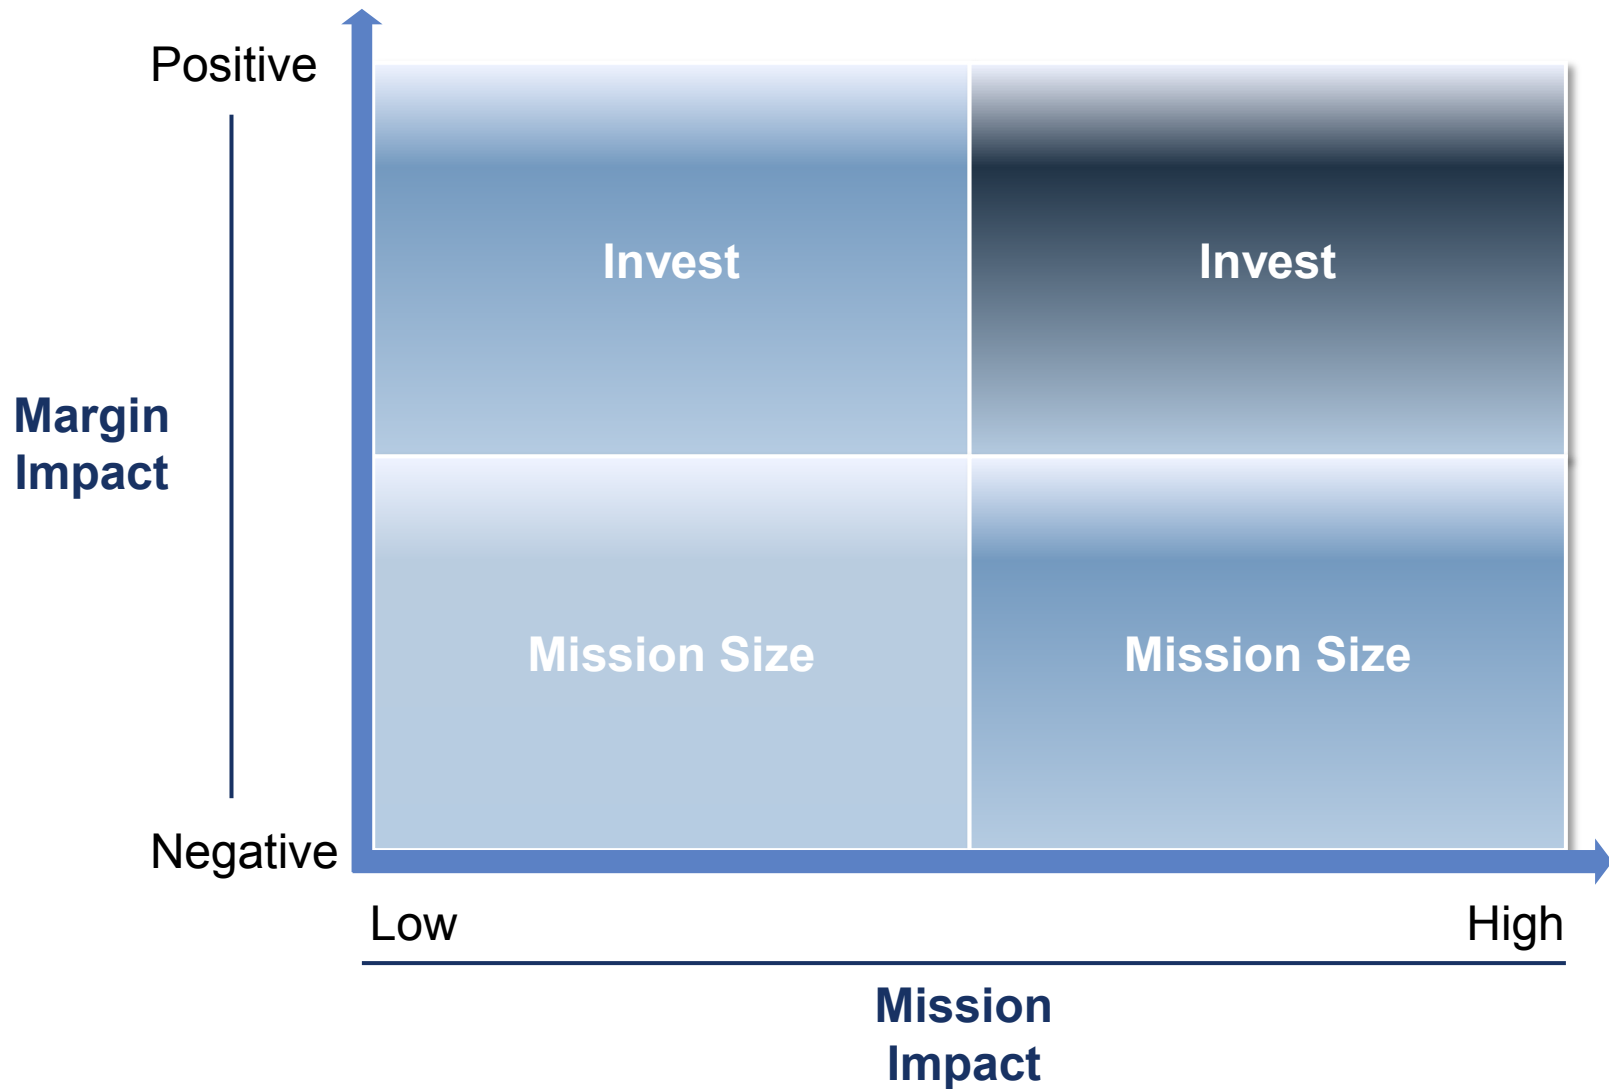 Positive
Invest
Invest
Margin
Impact
Mission Size
Mission Size
Negative
Low
High
Mission
Impact